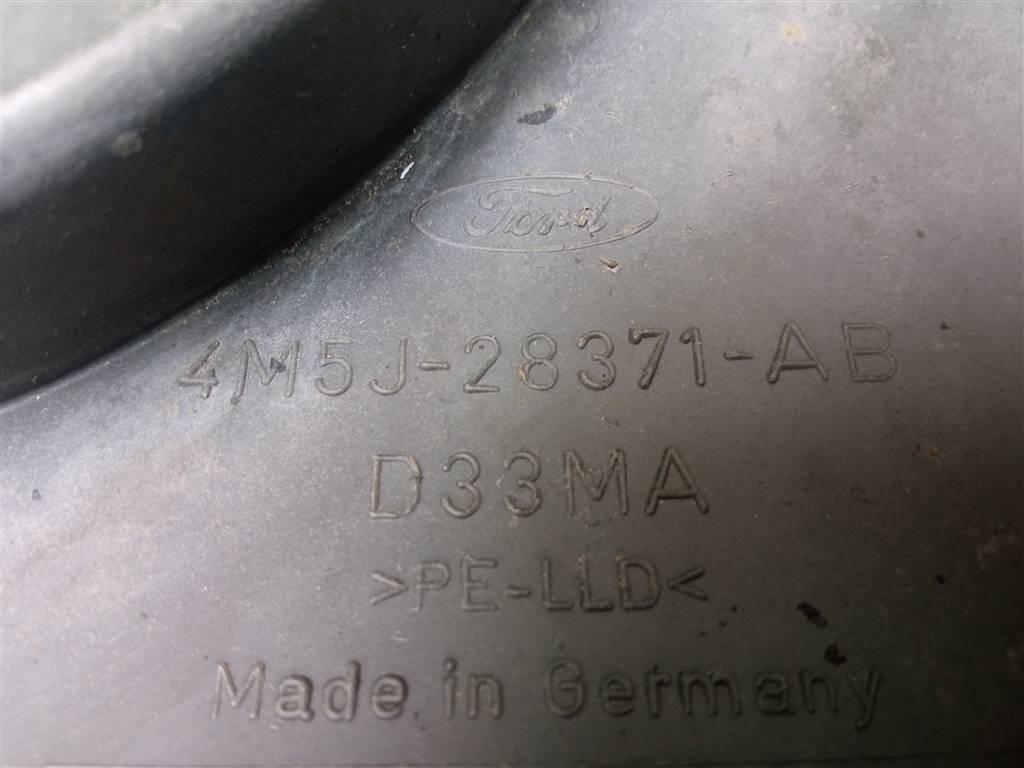 Ford
4M5J-28371-AB
D33MA
>PE-LLD<
Made in Germany